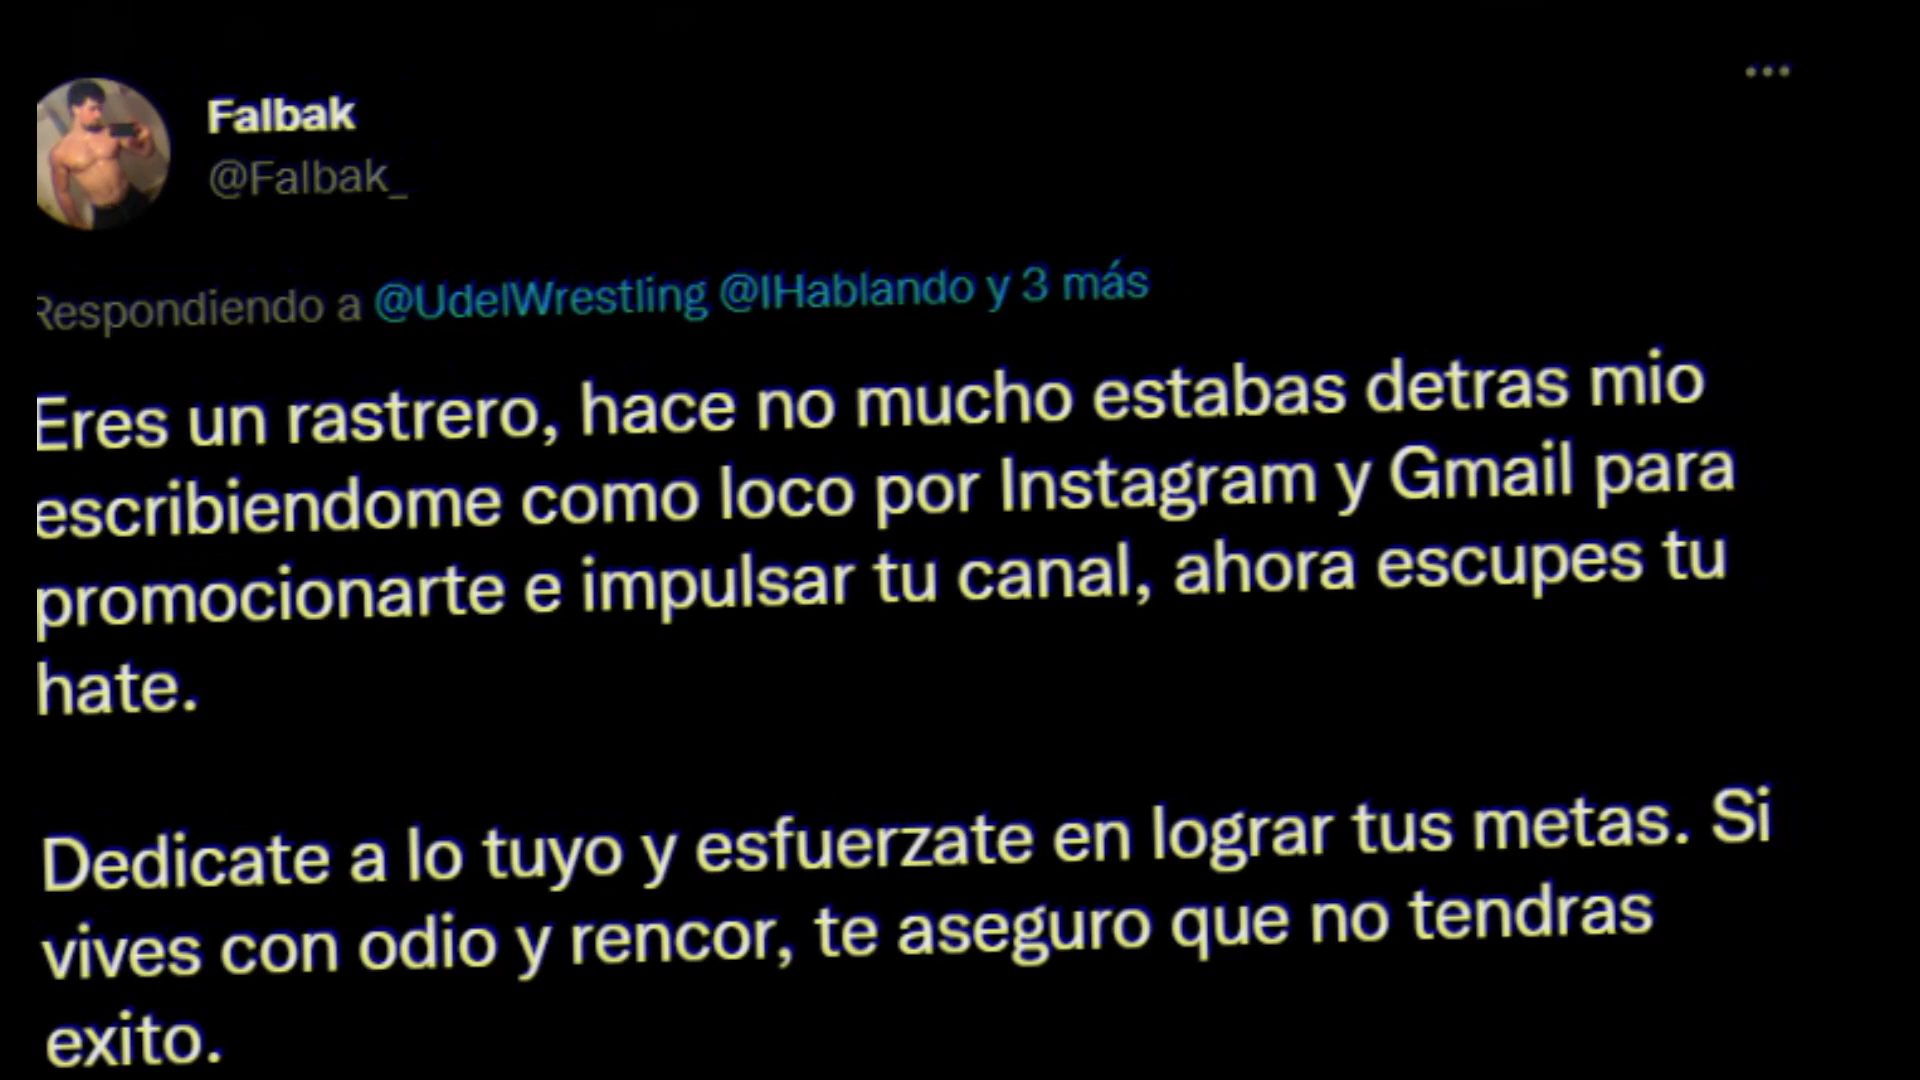 Falbak
@Falbak_
Respondiendo a @UdelWrestling @IHablando y 3 más
Eres un rastrero, hace no mucho estabas detras mio
escribiendome como loco por Instagram y Gmail para
promocionarte e impulsar tu canal, ahora escupes tu
hate.
Dedicate a lo tuyo y esfuerzate en lograr tus metas. Si
vives con odio y rencor, te aseguro que no tendras
exito.